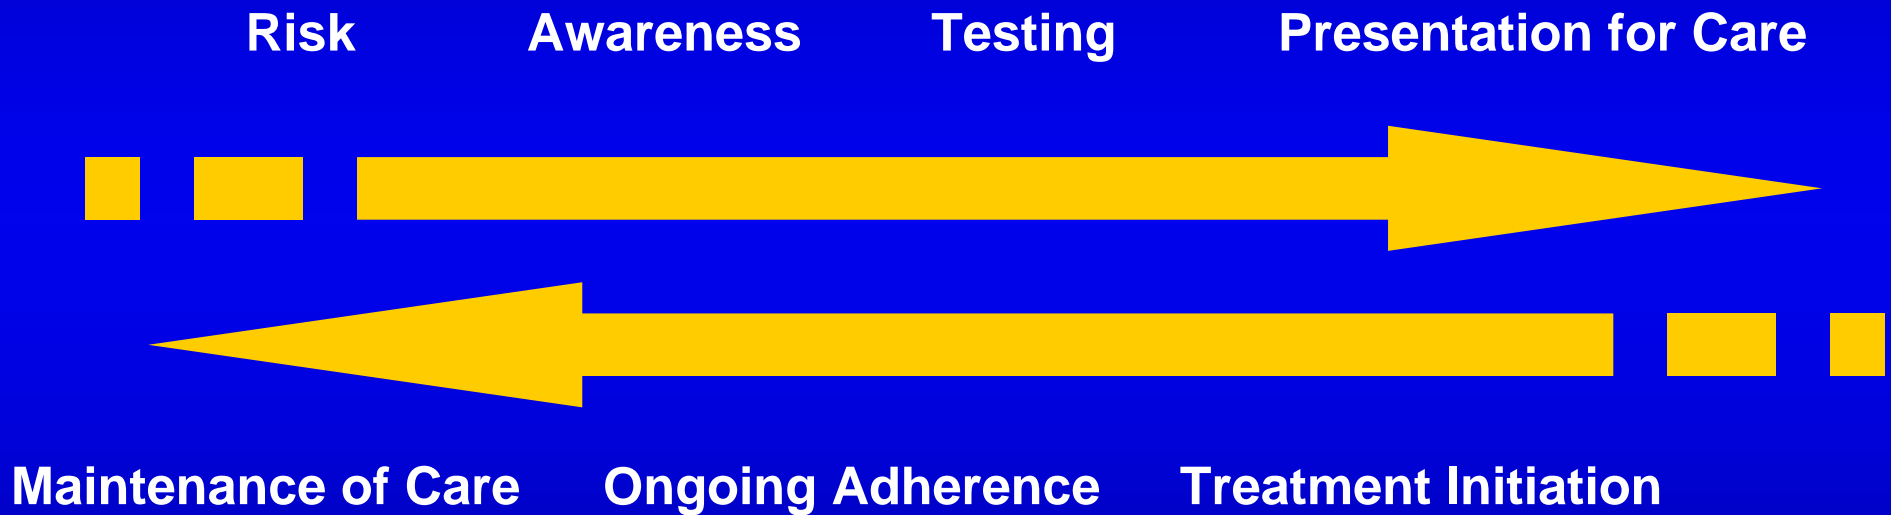 Risk Awareness Testing Presentation for Care
Maintenance of Care Ongoing Adherence Treatment Initiation